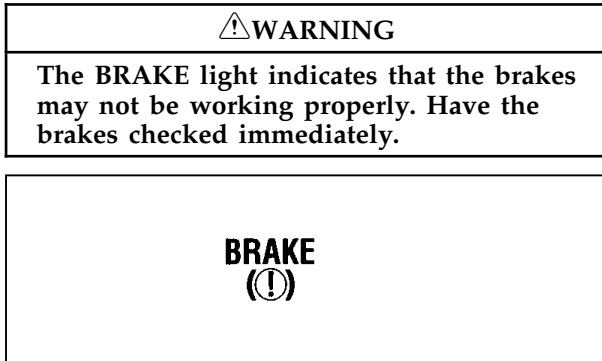 WARNING
The BRAKE light indicates that the brakes
may not be working properly. Have the
brakes checked immediately.
BRAKE
(!)